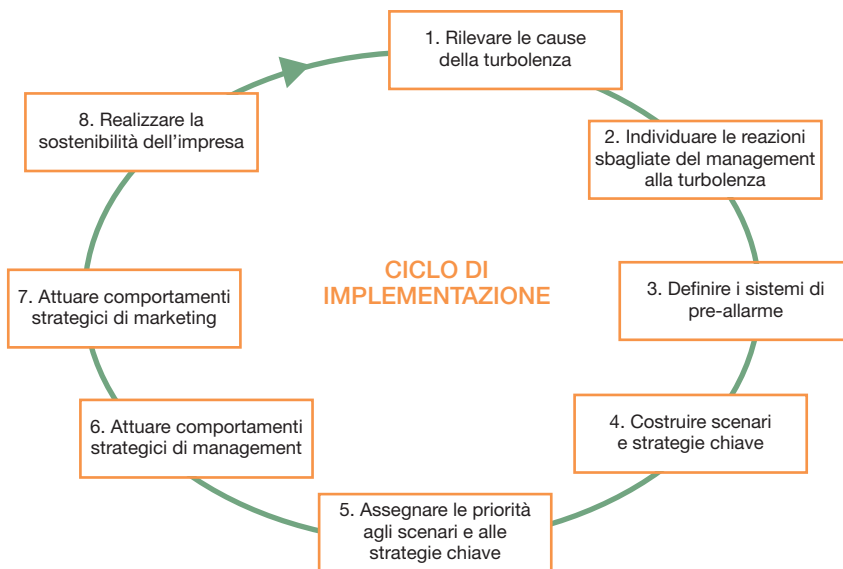 1. Rilevare le cause
della turbolenza
2. Individuare le reazioni
sbagliate del management
alla turbolenza
3. Definire i sistemi di
pre-allarme
4. Costruire scenari
e strategie chiave
5. Assegnare le priorità
agli scenari e alle
strategie chiave
6. Attuare comportamenti
strategici di management
7. Attuare comportamenti
strategici di marketing
8. Realizzare la
sostenibilità dell’impresa
CICLO DI
IMPLEMENTAZIONE